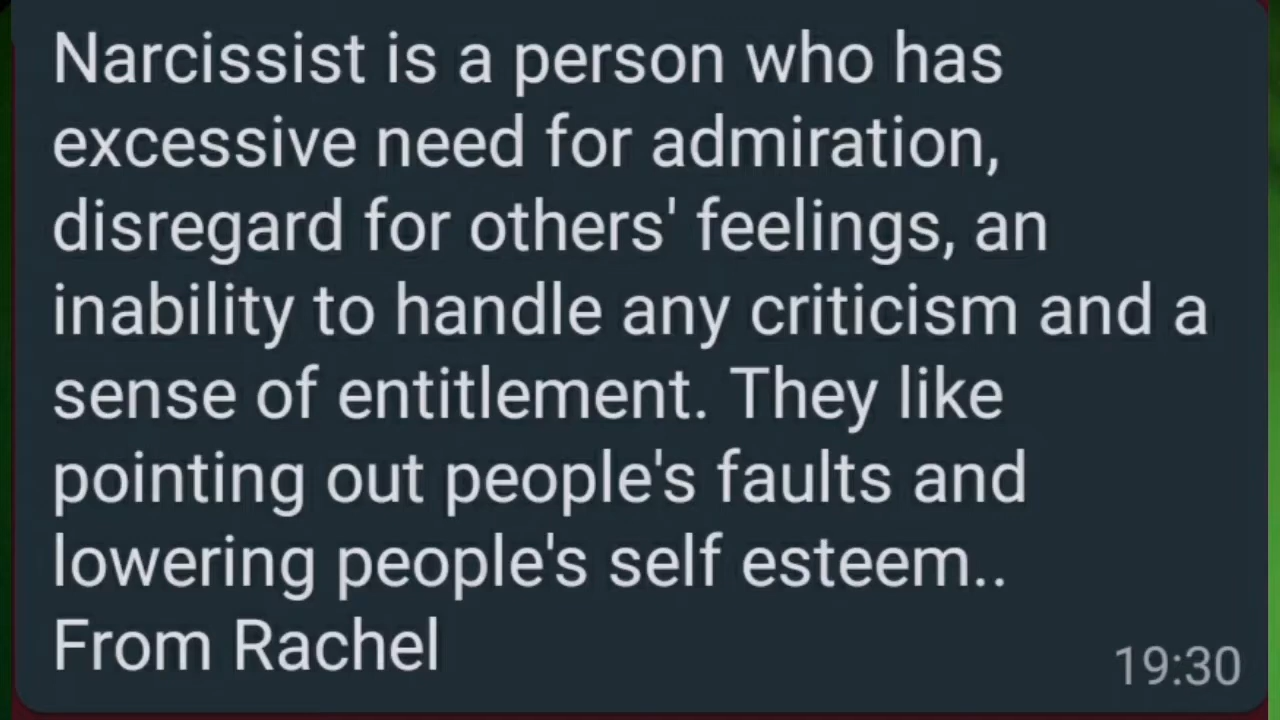 Narcissist is a person who has
excessive need for admiration,
disregard for others' feelings, an
inability to handle any criticism and a
sense of entitlement. They like
pointing out people's faults and
lowering people's self esteem..
From Rachel
19:30